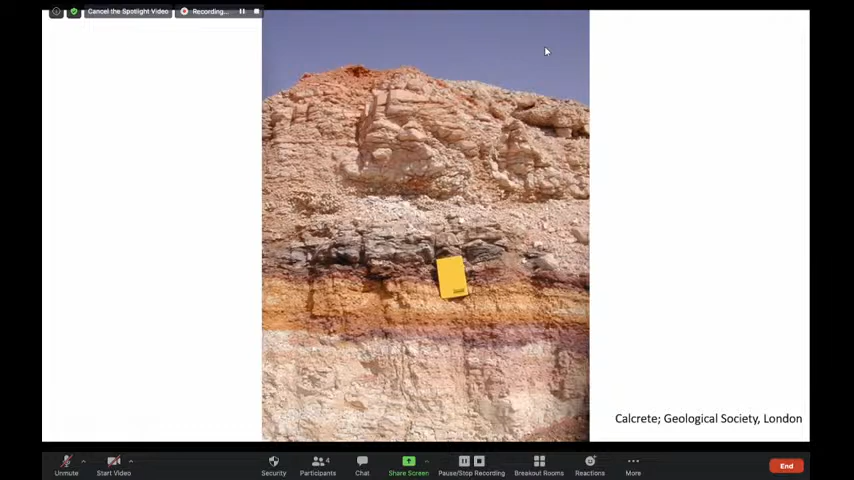 Cancel the Spotlight Video
Recording...
Calcrete; Geological Society, London
4
Unmute
Start Video
Security
Participants
Chat
Share Screen
Pause/Stop Recording
Breakout Rooms
Reactions
More
End